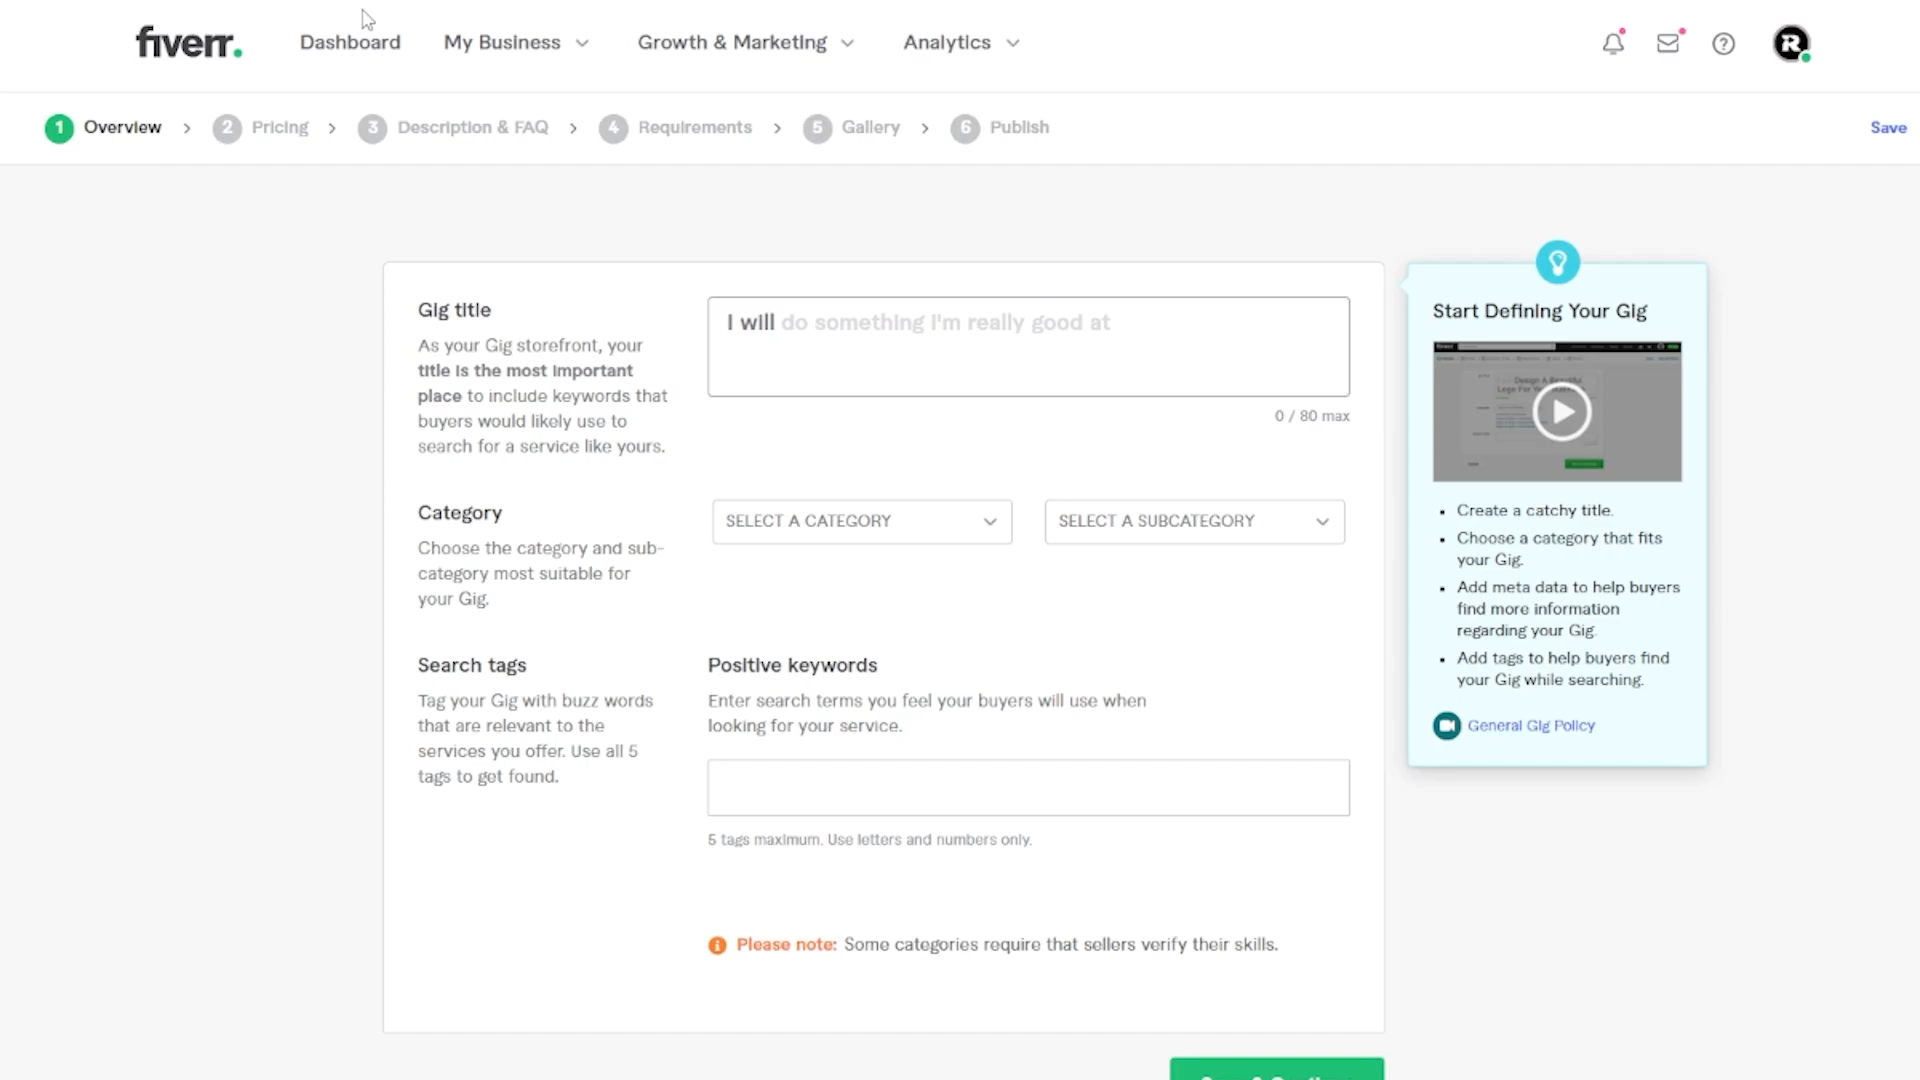 fiverr.
Dashboard
My Business
Growth & Marketing
Analytics
1 Overview
2 Pricing
3 Description & FAQ
4 Requirements
5 Gallery
6 Publish
Save
Gig title
As your Gig storefront, your
title is the most important
place to include keywords that
buyers would likely use to
search for a service like yours.
I will do something I'm really good at
0 / 80 max
Category
Choose the category and sub-
category most suitable for
your Gig.
SELECT A CATEGORY
SELECT A SUBCATEGORY
Search tags
Tag your Gig with buzz words
that are relevant to the
services you offer. Use all 5
tags to get found.
Positive keywords
Enter search terms you feel your buyers will use when
looking for your service.
5 tags maximum. Use letters and numbers only.
Please note: Some categories require that sellers verify their skills.
Start Defining Your Gig
Create a catchy title.
Choose a category that fits
your Gig.
Add meta data to help buyers
find more information
regarding your Gig.
Add tags to help buyers find
your Gig while searching.
General Gig Policy